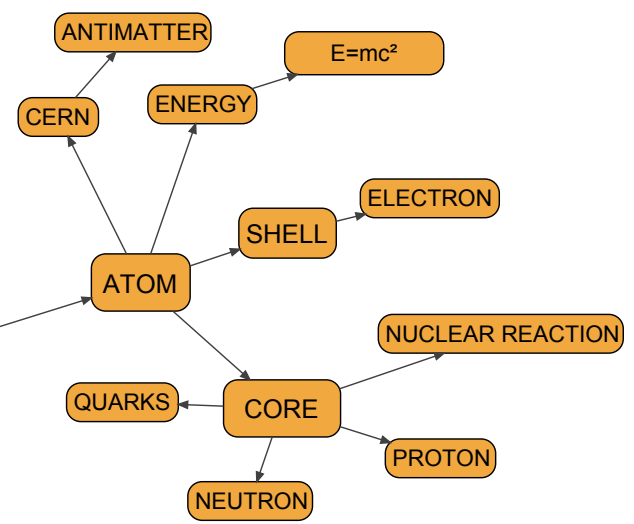 ANTIMATTER
E=mc²
CERN
ENERGY
ELECTRON
SHELL
ATOM
NUCLEAR REACTION
QUARKS
CORE
PROTON
NEUTRON